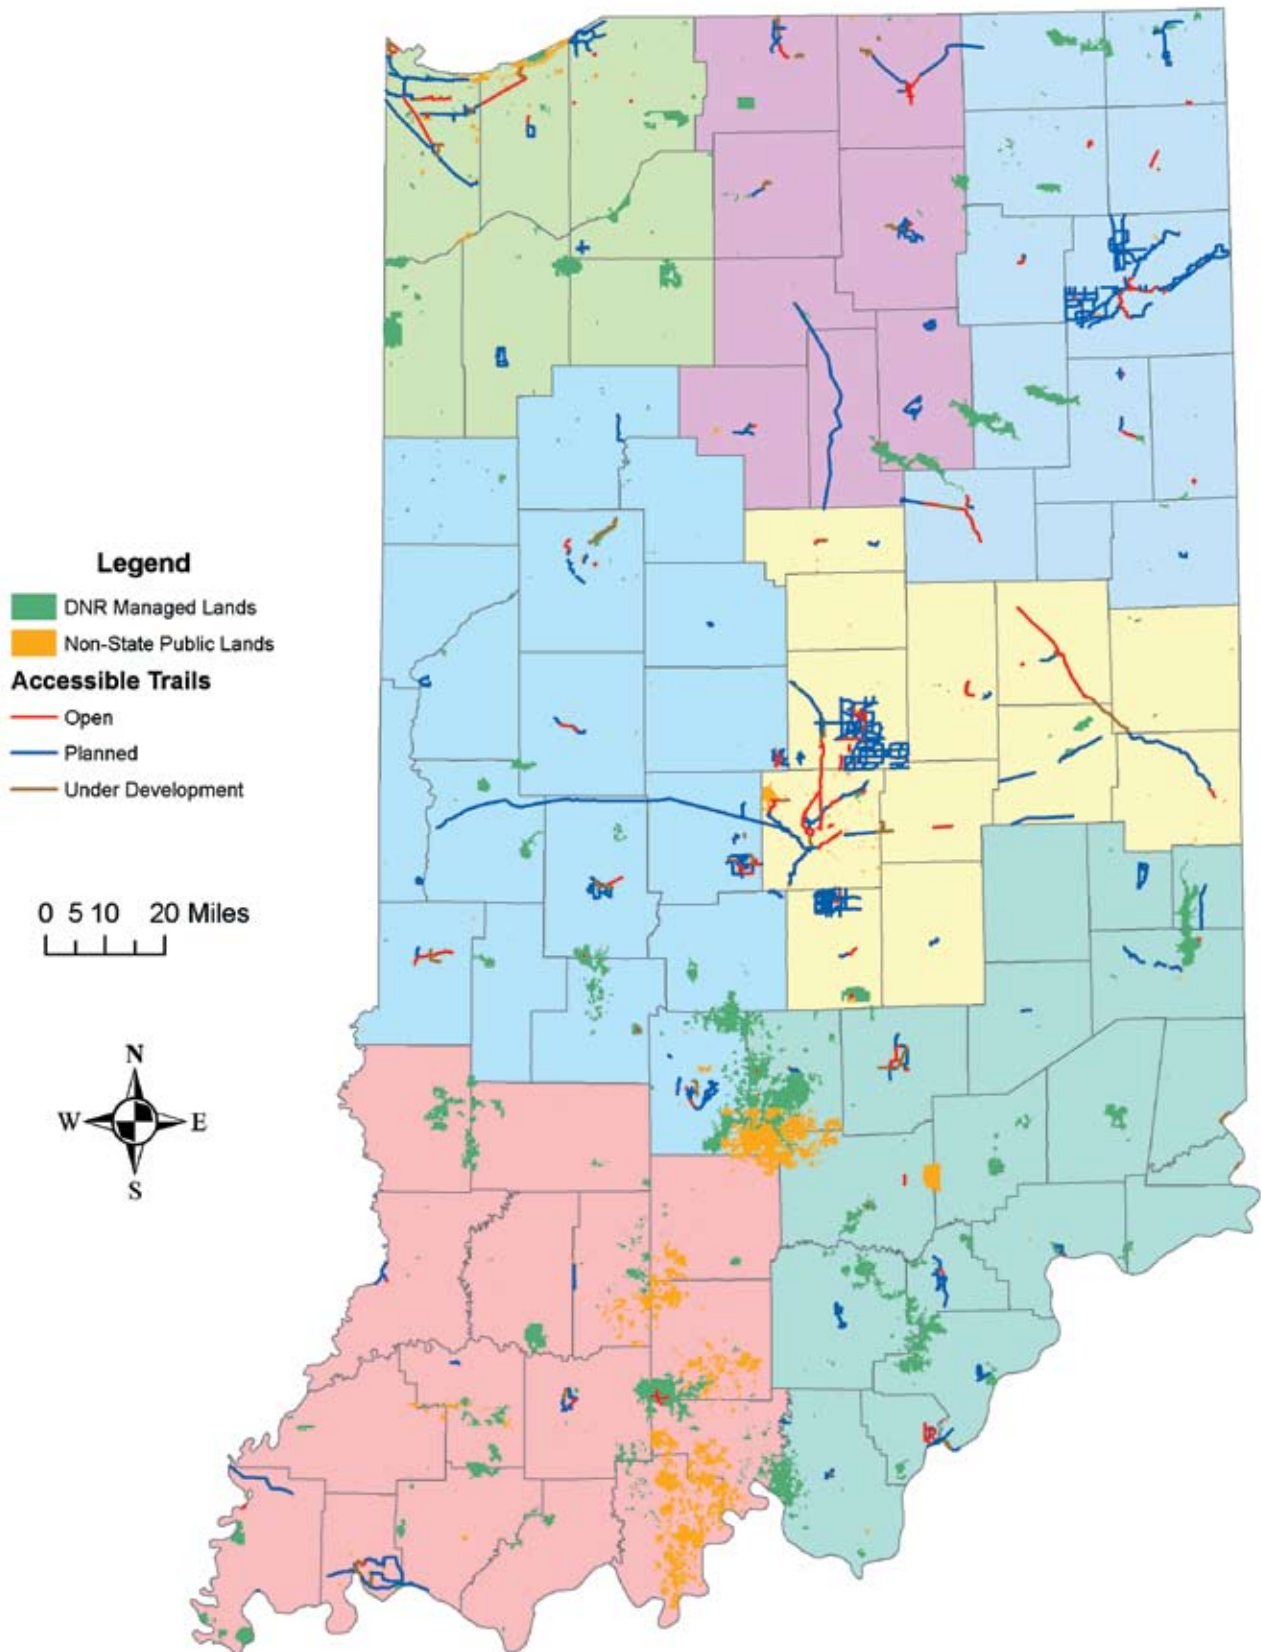 Legend
DNR Managed Lands
Non-State Public Lands
Accessible Trails
Open
Planned
Under Development
0 5 10 20 Miles
N
W E
S